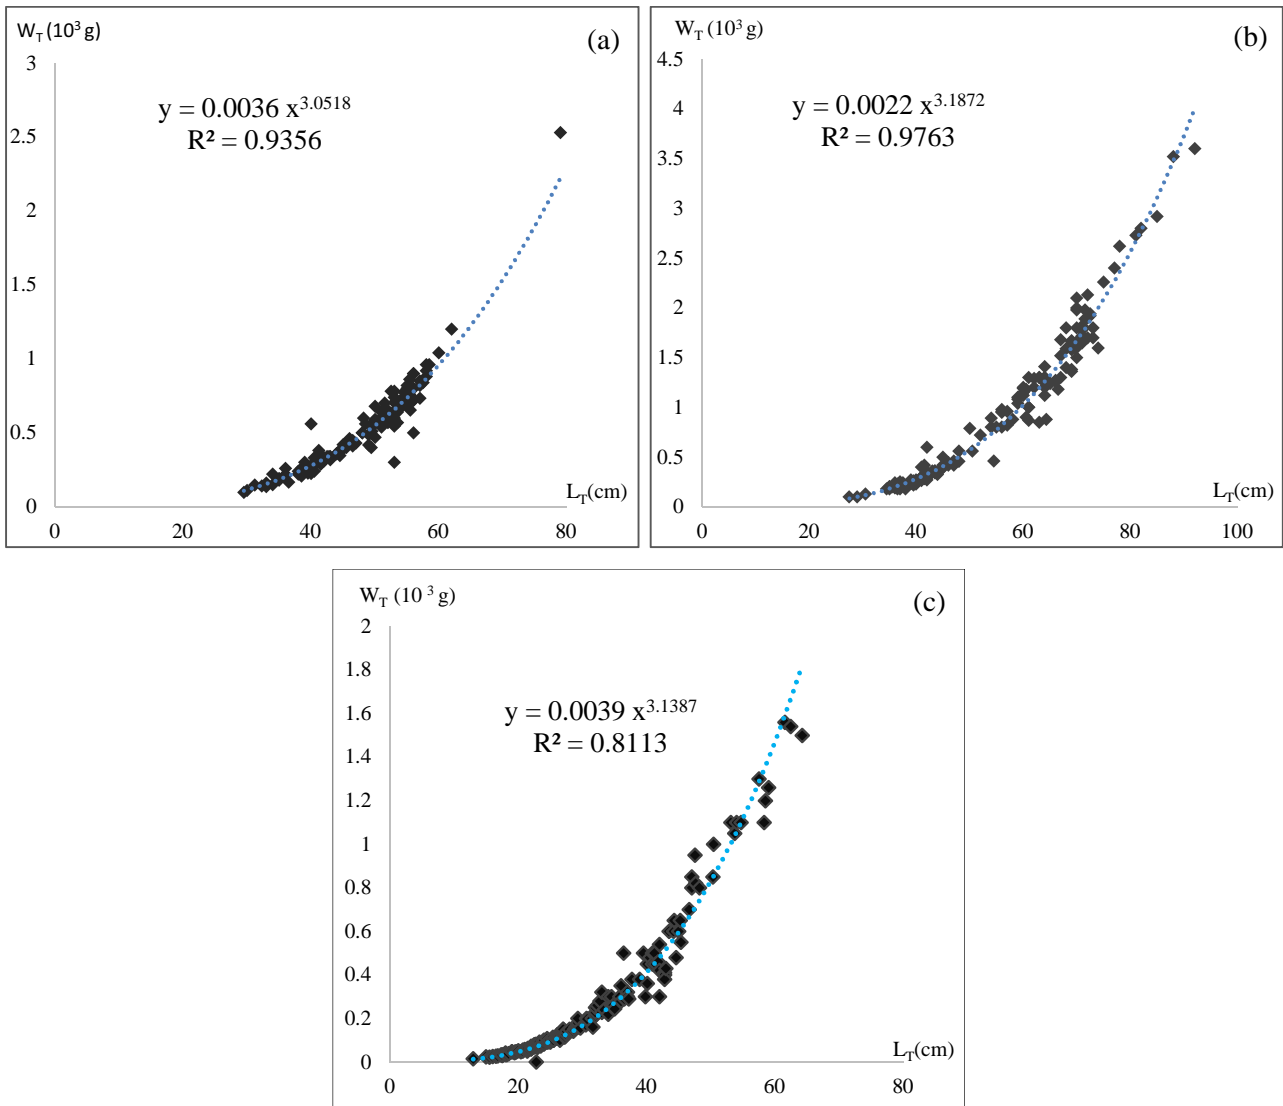 W_T (10³ g)
(a)
3
y = 0.0036 x^3.0518
R² = 0.9356
2.5
2
1.5
1
0.5
0
L_T(cm)
0 20 40 60 80
W_T (10³ g)
(b)
4.5
y = 0.0022 x^3.1872
R² = 0.9763
4
3.5
3
2.5
2
1.5
1
0.5
0
L_T(cm)
0 20 40 60 80 100
W_T (10 ³ g)
(c)
2
1.8
y = 0.0039 x^3.1387
R² = 0.8113
1.6
1.4
1.2
1
0.8
0.6
0.4
0.2
0
L_T(cm)
0 20 40 60 80